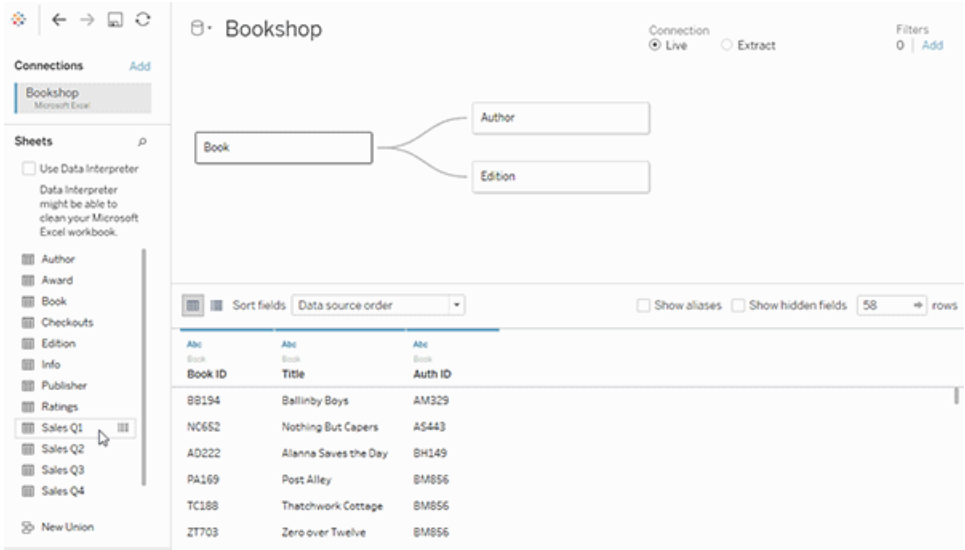 Bookshop
Connection
Live
Extract
Filters
0 | Add
Connections
Add
Bookshop
Microsoft Excel
Sheets
Use Data Interpreter
Data Interpreter
might be able to
clean your Microsoft
Excel workbook.
Author
Award
Book
Checkouts
Edition
Info
Publisher
Ratings
Sales Q1
Sales Q2
Sales Q3
Sales Q4
New Union
Book
Author
Edition
Sort fields Data source order
Show aliases
Show hidden fields
58 → rows
Abc Abc Abc
Book Book Book
Book ID Title Auth ID
BB194 Ballinby Boys AM329
NC652 Nothing But Capers AS443
AD222 Alanna Saves the Day BH149
PA169 Post Alley BM856
TC188 Thatchwork Cottage BM856
ZT703 Zero over Twelve BM856